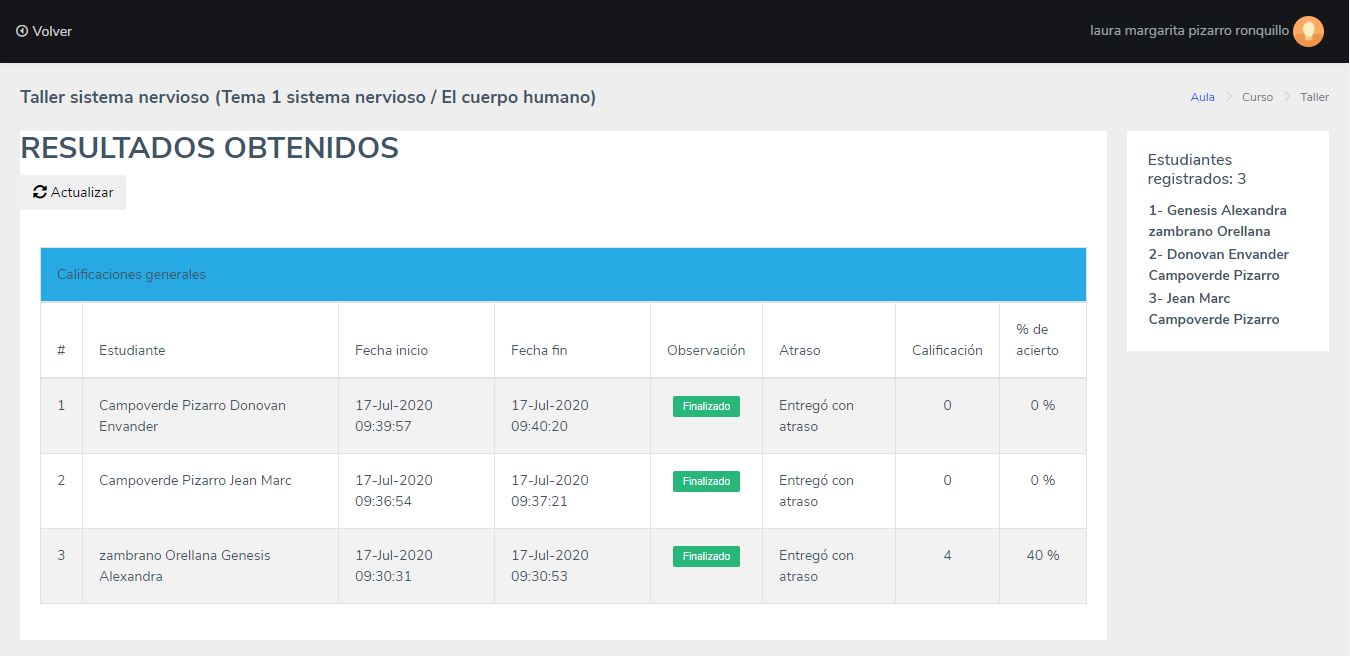 Volver
laura margarita pizarro ronquillo
Taller sistema nervioso (Tema 1 sistema nervioso / El cuerpo humano)
Aula > Curso > Taller
RESULTADOS OBTENIDOS
Actualizar
Calificaciones generales
# Estudiante Fecha inicio Fecha fin Observación Atraso Calificación % de
acierto
1 Campoverde Pizarro Donovan 17-Jul-2020 17-Jul-2020 Finalizado Entregó con 0 0 %
Envander 09:39:57 09:40:20 atraso
2 Campoverde Pizarro Jean Marc 17-Jul-2020 17-Jul-2020 Finalizado Entregó con 0 0 %
09:36:54 09:37:21 atraso
3 zambrano Orellana Genesis 17-Jul-2020 17-Jul-2020 Finalizado Entregó con 4 40 %
Alexandra 09:30:31 09:30:53 atraso
Estudiantes
registrados: 3
1- Genesis Alexandra
zambrano Orellana
2- Donovan Envander
Campoverde Pizarro
3- Jean Marc
Campoverde Pizarro